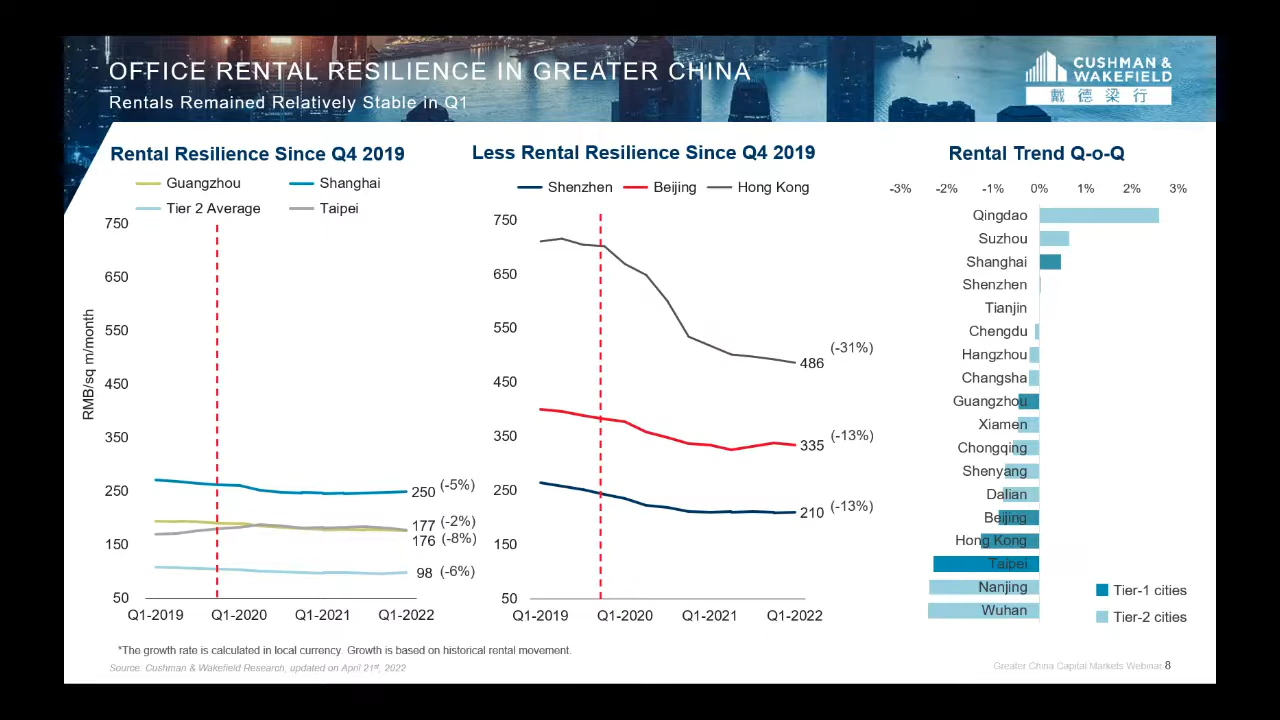 OFFICE RENTAL RESILIENCE IN GREATER CHINA
Rentals Remained Relatively Stable in Q1
CUSHMAN &
WAKEFIELD
戴德梁行
Rental Resilience Since Q4 2019
Guangzhou
Shanghai
Tier 2 Average
Taipei
RMB/sq m/month
750
650
550
450
350
250
150
50
250 (-5%)
177 (-2%)
176 (-8%)
98 (-6%)
Q1-2019 Q1-2020 Q1-2021 Q1-2022
Less Rental Resilience Since Q4 2019
Shenzhen Beijing Hong Kong
750
650
550
450
350
250
150
50
486 (-31%)
335 (-13%)
210 (-13%)
Q1-2019 Q1-2020 Q1-2021 Q1-2022
Rental Trend Q-o-Q
-3% -2% -1% 0% 1% 2% 3%
Qingdao
Suzhou
Shanghai
Shenzhen
Tianjin
Chengdu
Hangzhou
Changsha
Guangzhou
Xiamen
Chongqing
Shenyang
Dalian
Beijing
Hong Kong
Taipei
Nanjing
Wuhan
Tier-1 cities
Tier-2 cities
*The growth rate is calculated in local currency. Growth is based on historical rental movement.
Source: Cushman & Wakefield Research, updated on April 21st, 2022
Greater China Capital Markets Webinar 8